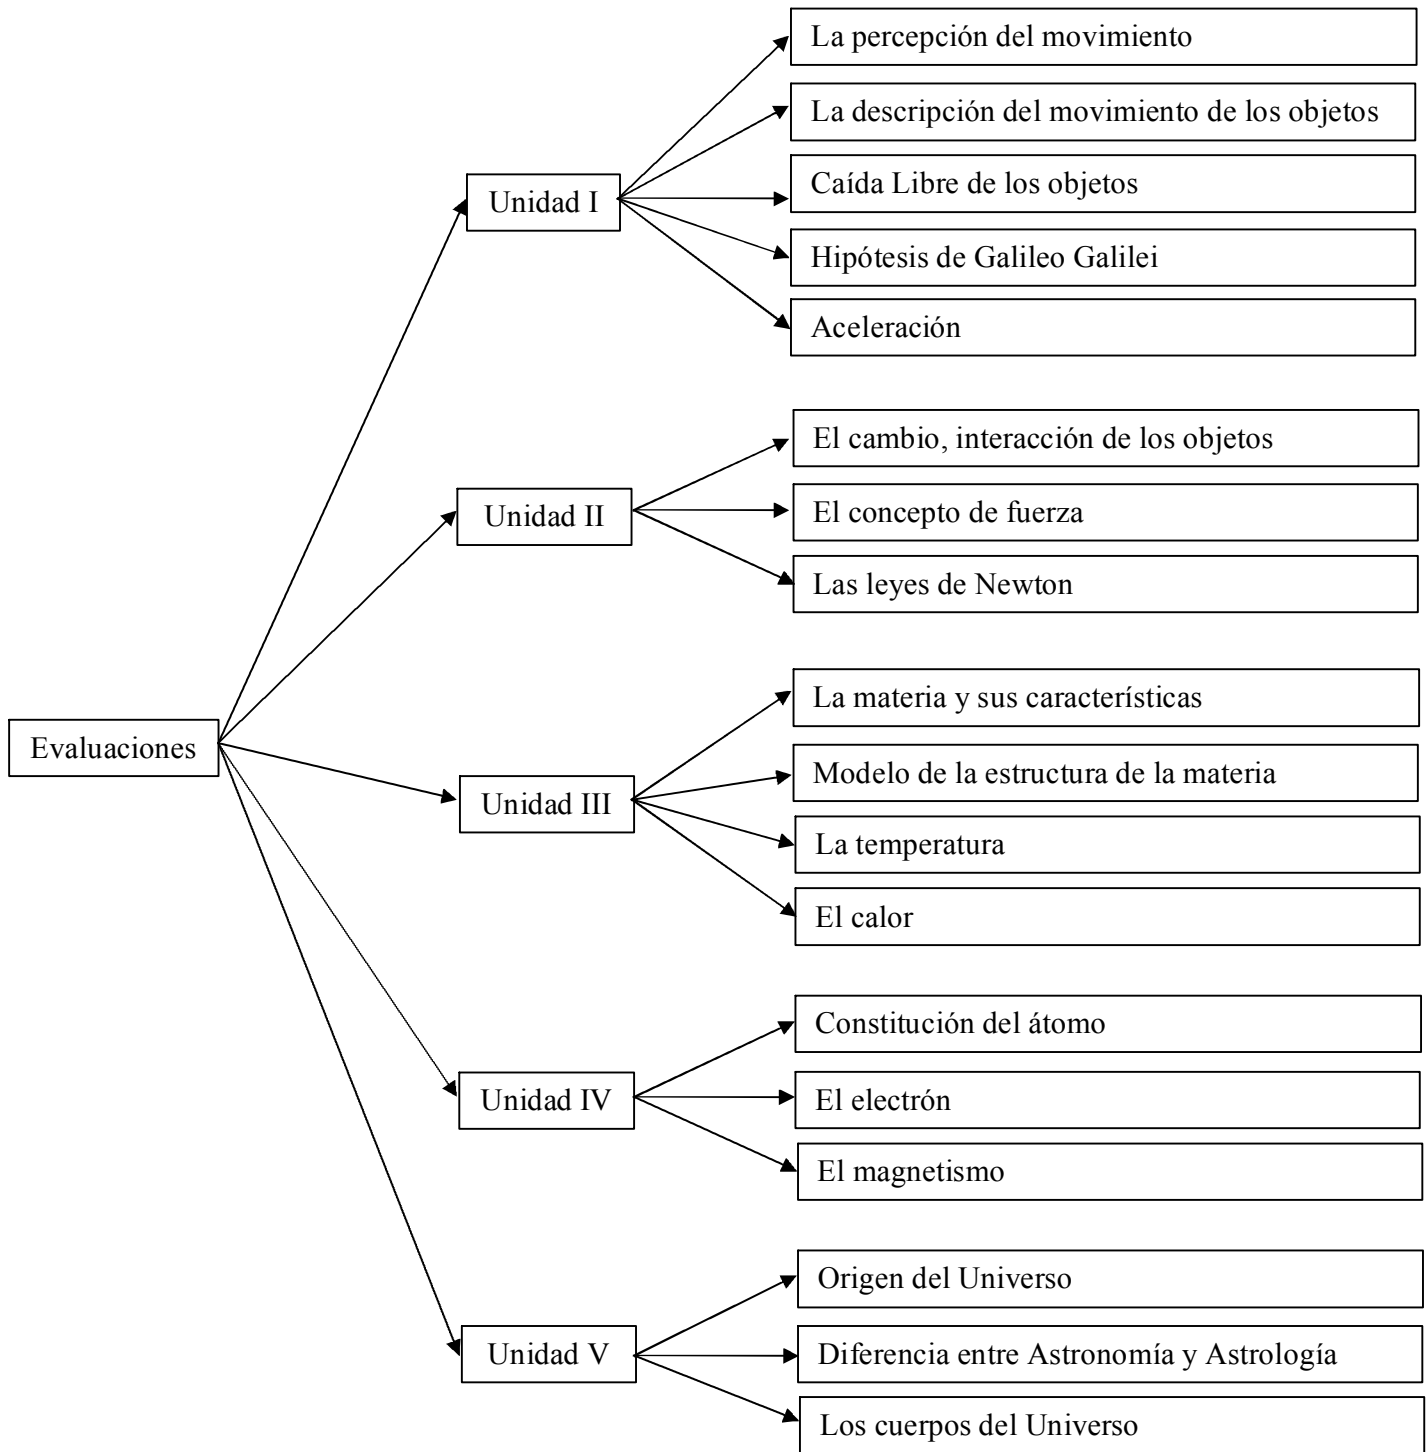 La percepción del movimiento
La descripción del movimiento de los objetos
Unidad I
Caída Libre de los objetos
Hipótesis de Galileo Galilei
Aceleración
El cambio, interacción de los objetos
Unidad II
El concepto de fuerza
Las leyes de Newton
Evaluaciones
La materia y sus características
Modelo de la estructura de la materia
Unidad III
La temperatura
El calor
Constitución del átomo
Unidad IV
El electrón
El magnetismo
Origen del Universo
Unidad V
Diferencia entre Astronomía y Astrología
Los cuerpos del Universo